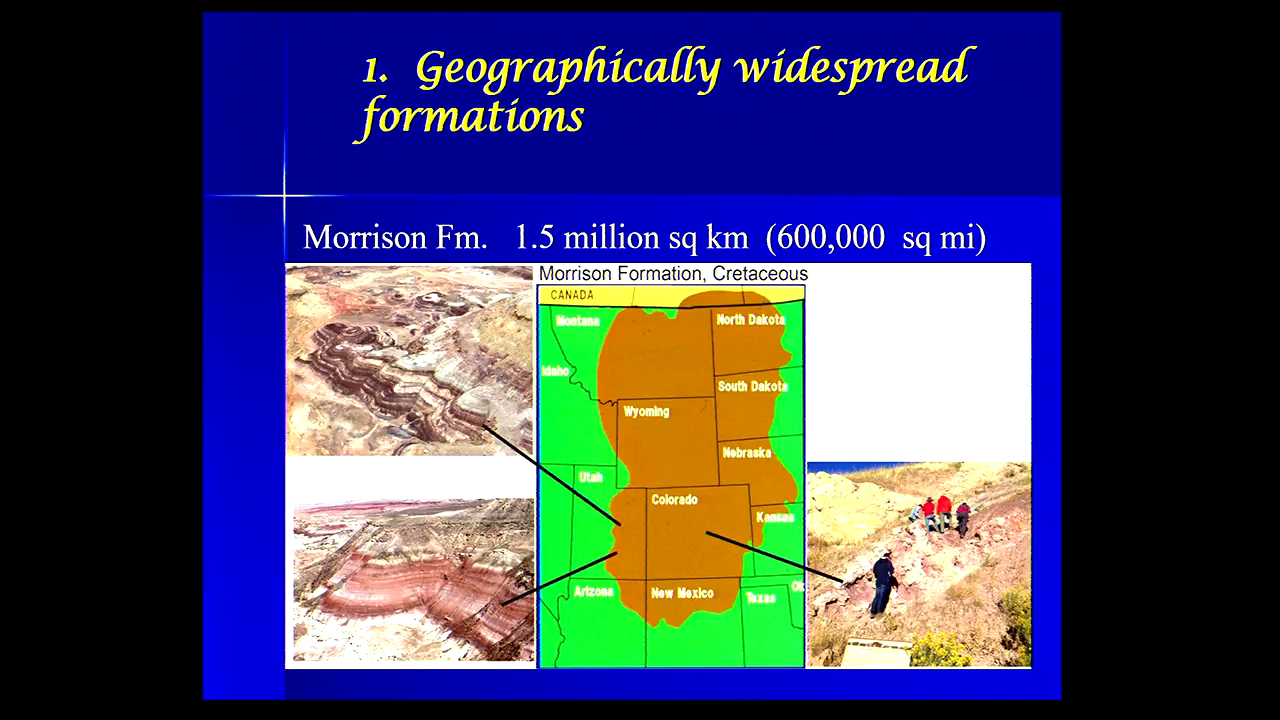 1. Geographically widespread
formations
Morrison Fm. 1.5 million sq km (600,000 sq mi)
Morrison Formation, Cretaceous
CANADA
Montana
North Dakota
Idaho
South Dakota
Wyoming
Nebraska
Utah
Colorado
Kansas
Arizona
New Mexico
Texas
Ok